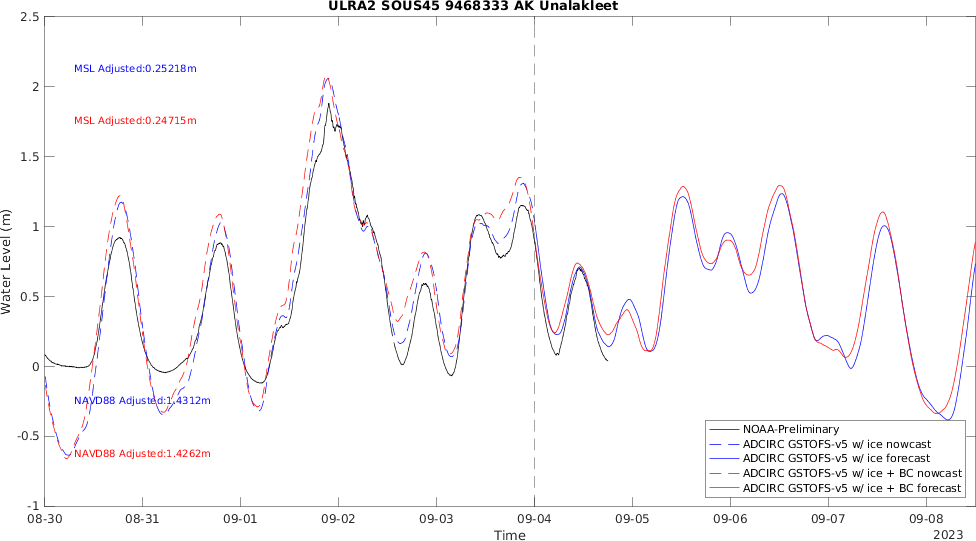 ULRA2 SOUS45 9468333 AK Unalakleet
2.5
2
1.5
1
0.5
0
-0.5
-1
Water Level (m)
MSL Adjusted:0.25218m
MSL Adjusted:0.24715m
NAVD88 Adjusted:1.4312m
NAVD88 Adjusted:1.4262m
NOAA-Preliminary
ADCIRC GSTOFS-v5 w/ ice nowcast
ADCIRC GSTOFS-v5 w/ ice forecast
ADCIRC GSTOFS-v5 w/ ice + BC nowcast
ADCIRC GSTOFS-v5 w/ ice + BC forecast
08-30 08-31 09-01 09-02 09-03 09-04 09-05 09-06 09-07 09-08
Time
2023